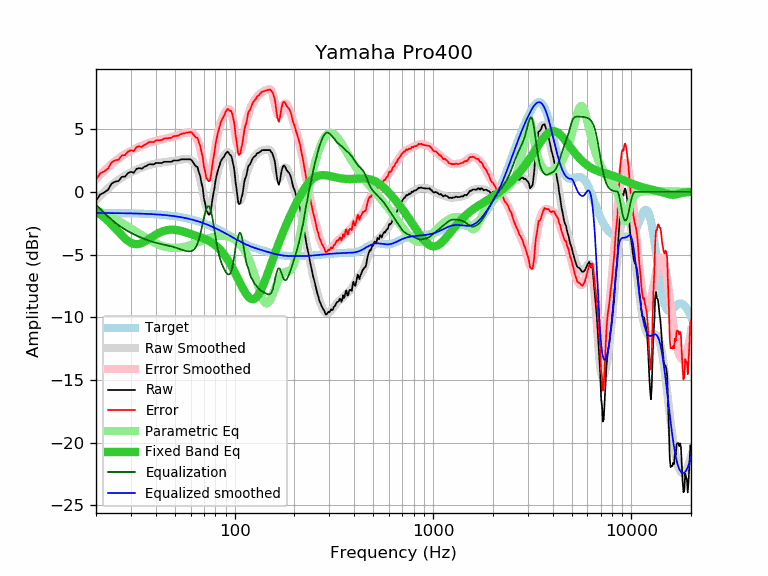 Yamaha Pro400
Amplitude (dBr)
5
0
−5
−10
−15
−20
−25
Target
Raw Smoothed
Error Smoothed
Raw
Error
Parametric Eq
Fixed Band Eq
Equalization
Equalized smoothed
100
1000
10000
Frequency (Hz)